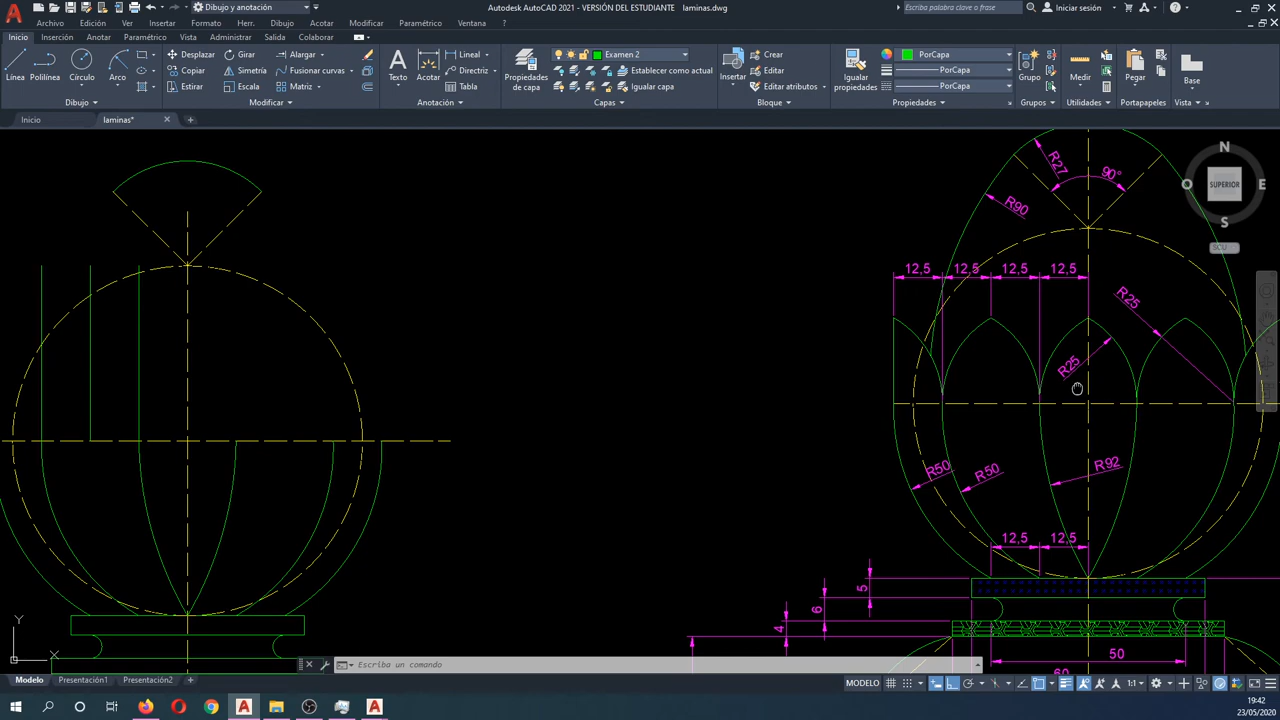 Dibujo y anotación
Autodesk AutoCAD 2021 - VERSIÓN DEL ESTUDIANTE laminas.dwg
Escriba palabra clave o frase
Iniciar sesión
Archivo Edición Ver Insertar Formato Herr. Dibujo Acotar Modificar Paramétrico Ventana ?
Inicio Inserción Anotar Paramétrico Vista Administrar Salida Colaborar
Línea Polilínea Círculo Arco
Desplazar Girar Alargar
Copiar Simetría Fusionar curvas
Estirar Escala Matriz
Texto Acotar
Lineal
Directriz
Tabla
Propiedades de capa
Examen 2
Establecer como actual
Igualar capa
Insertar
Crear
Editar
Editar atributos
Igualar propiedades
PorCapa
PorCapa
PorCapa
Grupo Medir Pegar Base
Dibujo Modificar Anotación Capas Bloque Propiedades Grupos Utilidades Portapapeles Vista
Inicio laminas*
N
O SUPERIOR E
S
SCU
R27
90°
R90
12,5 12,5 12,5 12,5
R25
R25
R50 R50 R92
12,5 12,5
5
6
4
50
60
Y
X
Escriba un comando
Modelo Presentación1 Presentación2 +
MODELO 1:1
19:42
23/05/2020